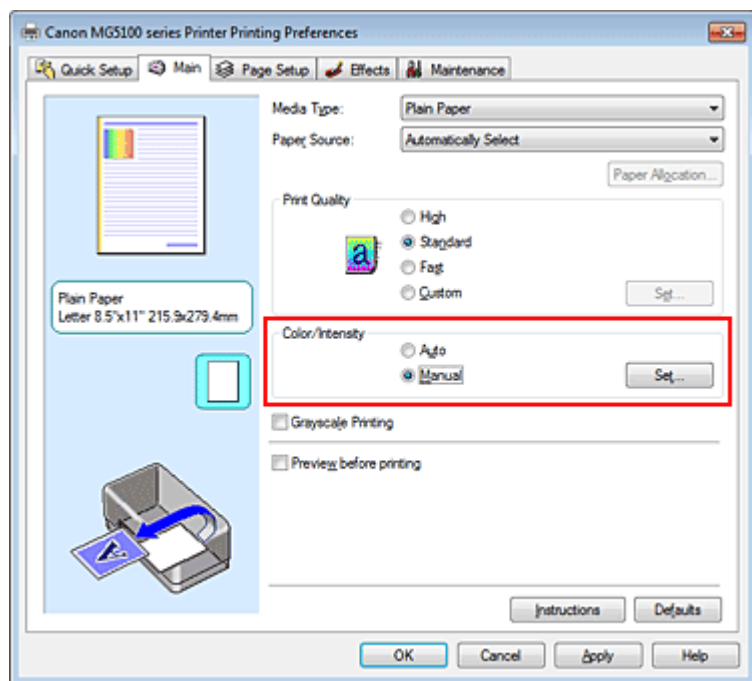 Canon MG5100 series Printer Printing Preferences
Quick Setup Main Page Setup Effects Maintenance
Media Type: Plain Paper
Paper Source: Automatically Select
Paper Allocation...
Print Quality
High
a Standard
Fast
Custom Set...
Plain Paper
Letter 8.5"x11" 215.9x279.4mm
Color/Intensity
Auto
Manual Set...
Grayscale Printing
Preview before printing
A
Instructions Defaults
OK Cancel Apply Help